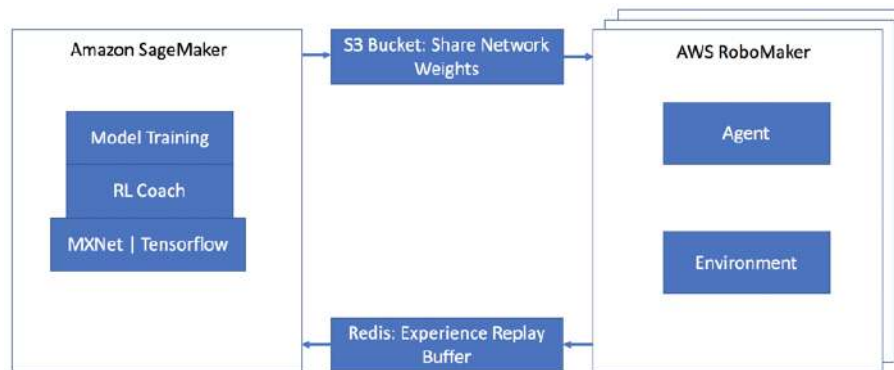 Amazon SageMaker
S3 Bucket: Share Network
Weights
AWS RoboMaker
Model Training
RL Coach
MXNet | Tensorflow
Agent
Environment
Redis: Experience Replay
Buffer